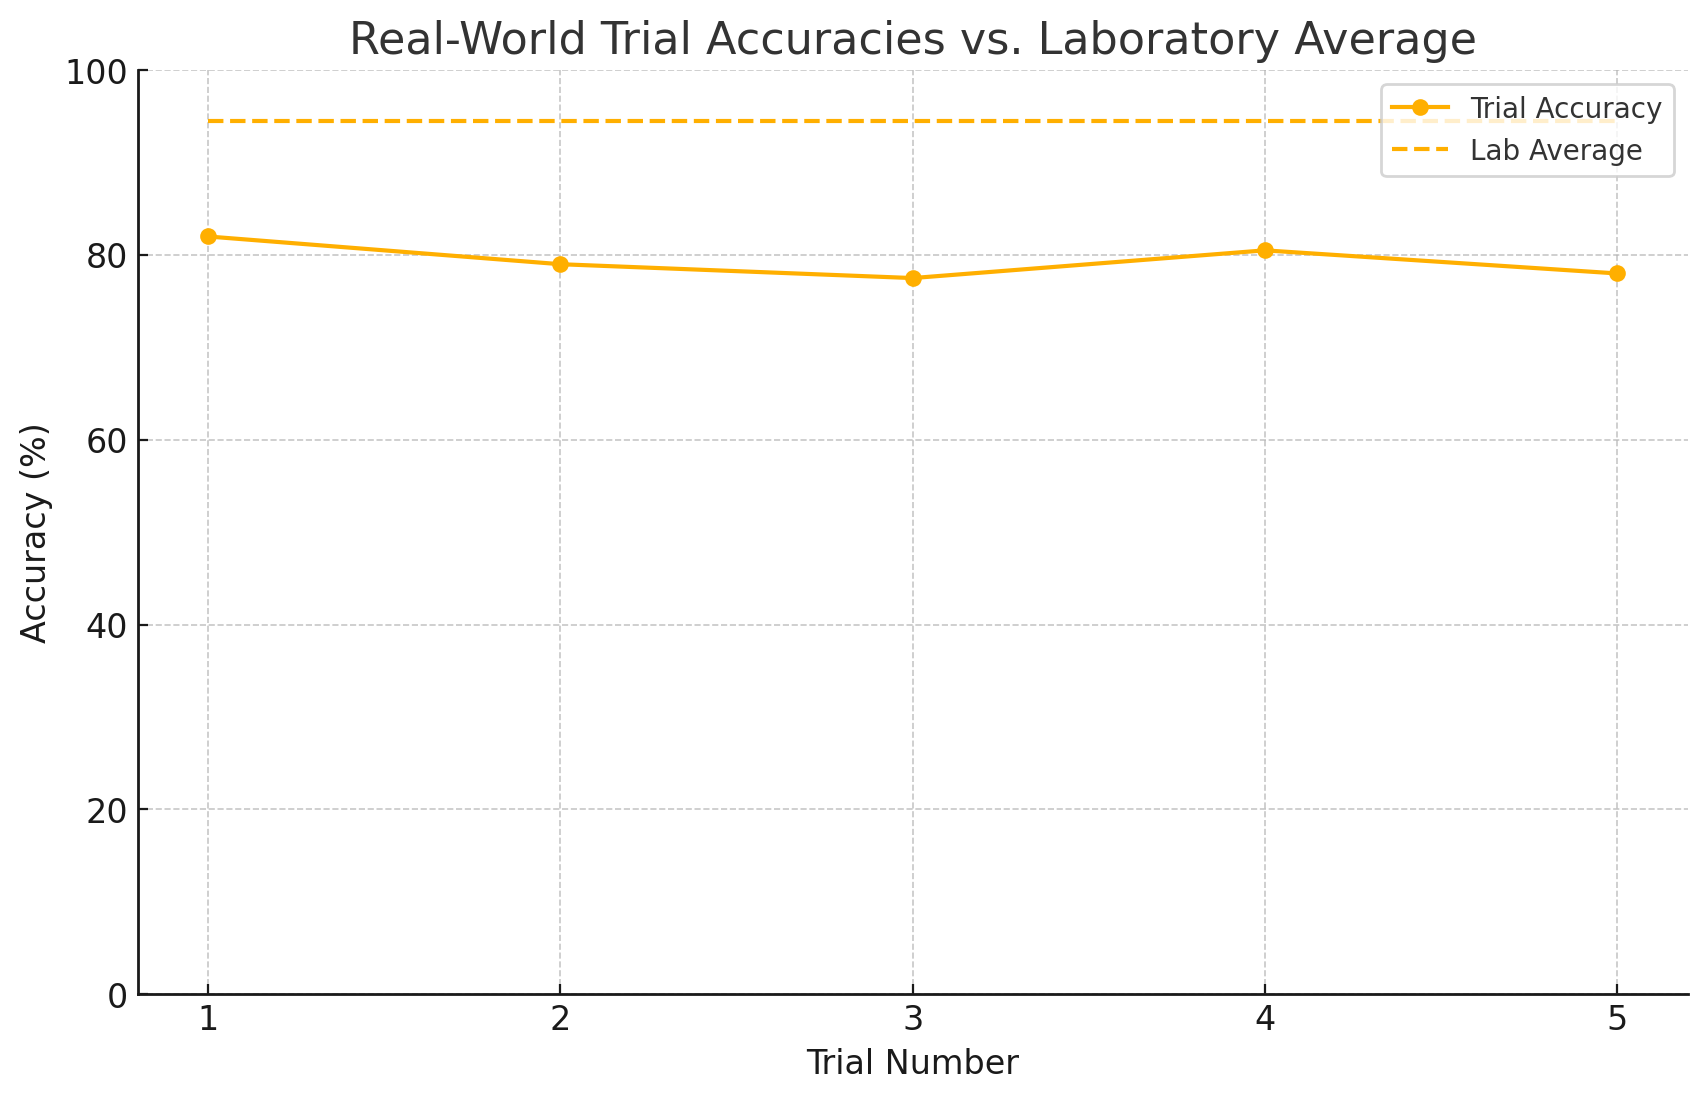 Real-World Trial Accuracies vs. Laboratory Average
100
80
60
40
20
0
Accuracy (%)
Trial Accuracy
Lab Average
1 2 3 4 5
Trial Number